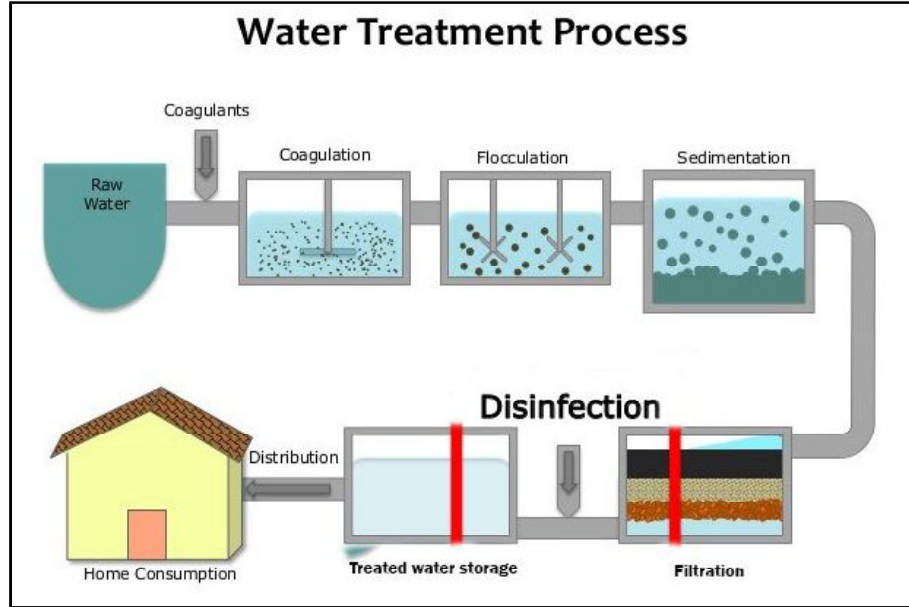 Water Treatment Process
Coagulants
Coagulation
Flocculation
Sedimentation
Raw
Water
Disinfection
Distribution
Home Consumption
Treated water storage
Filtration